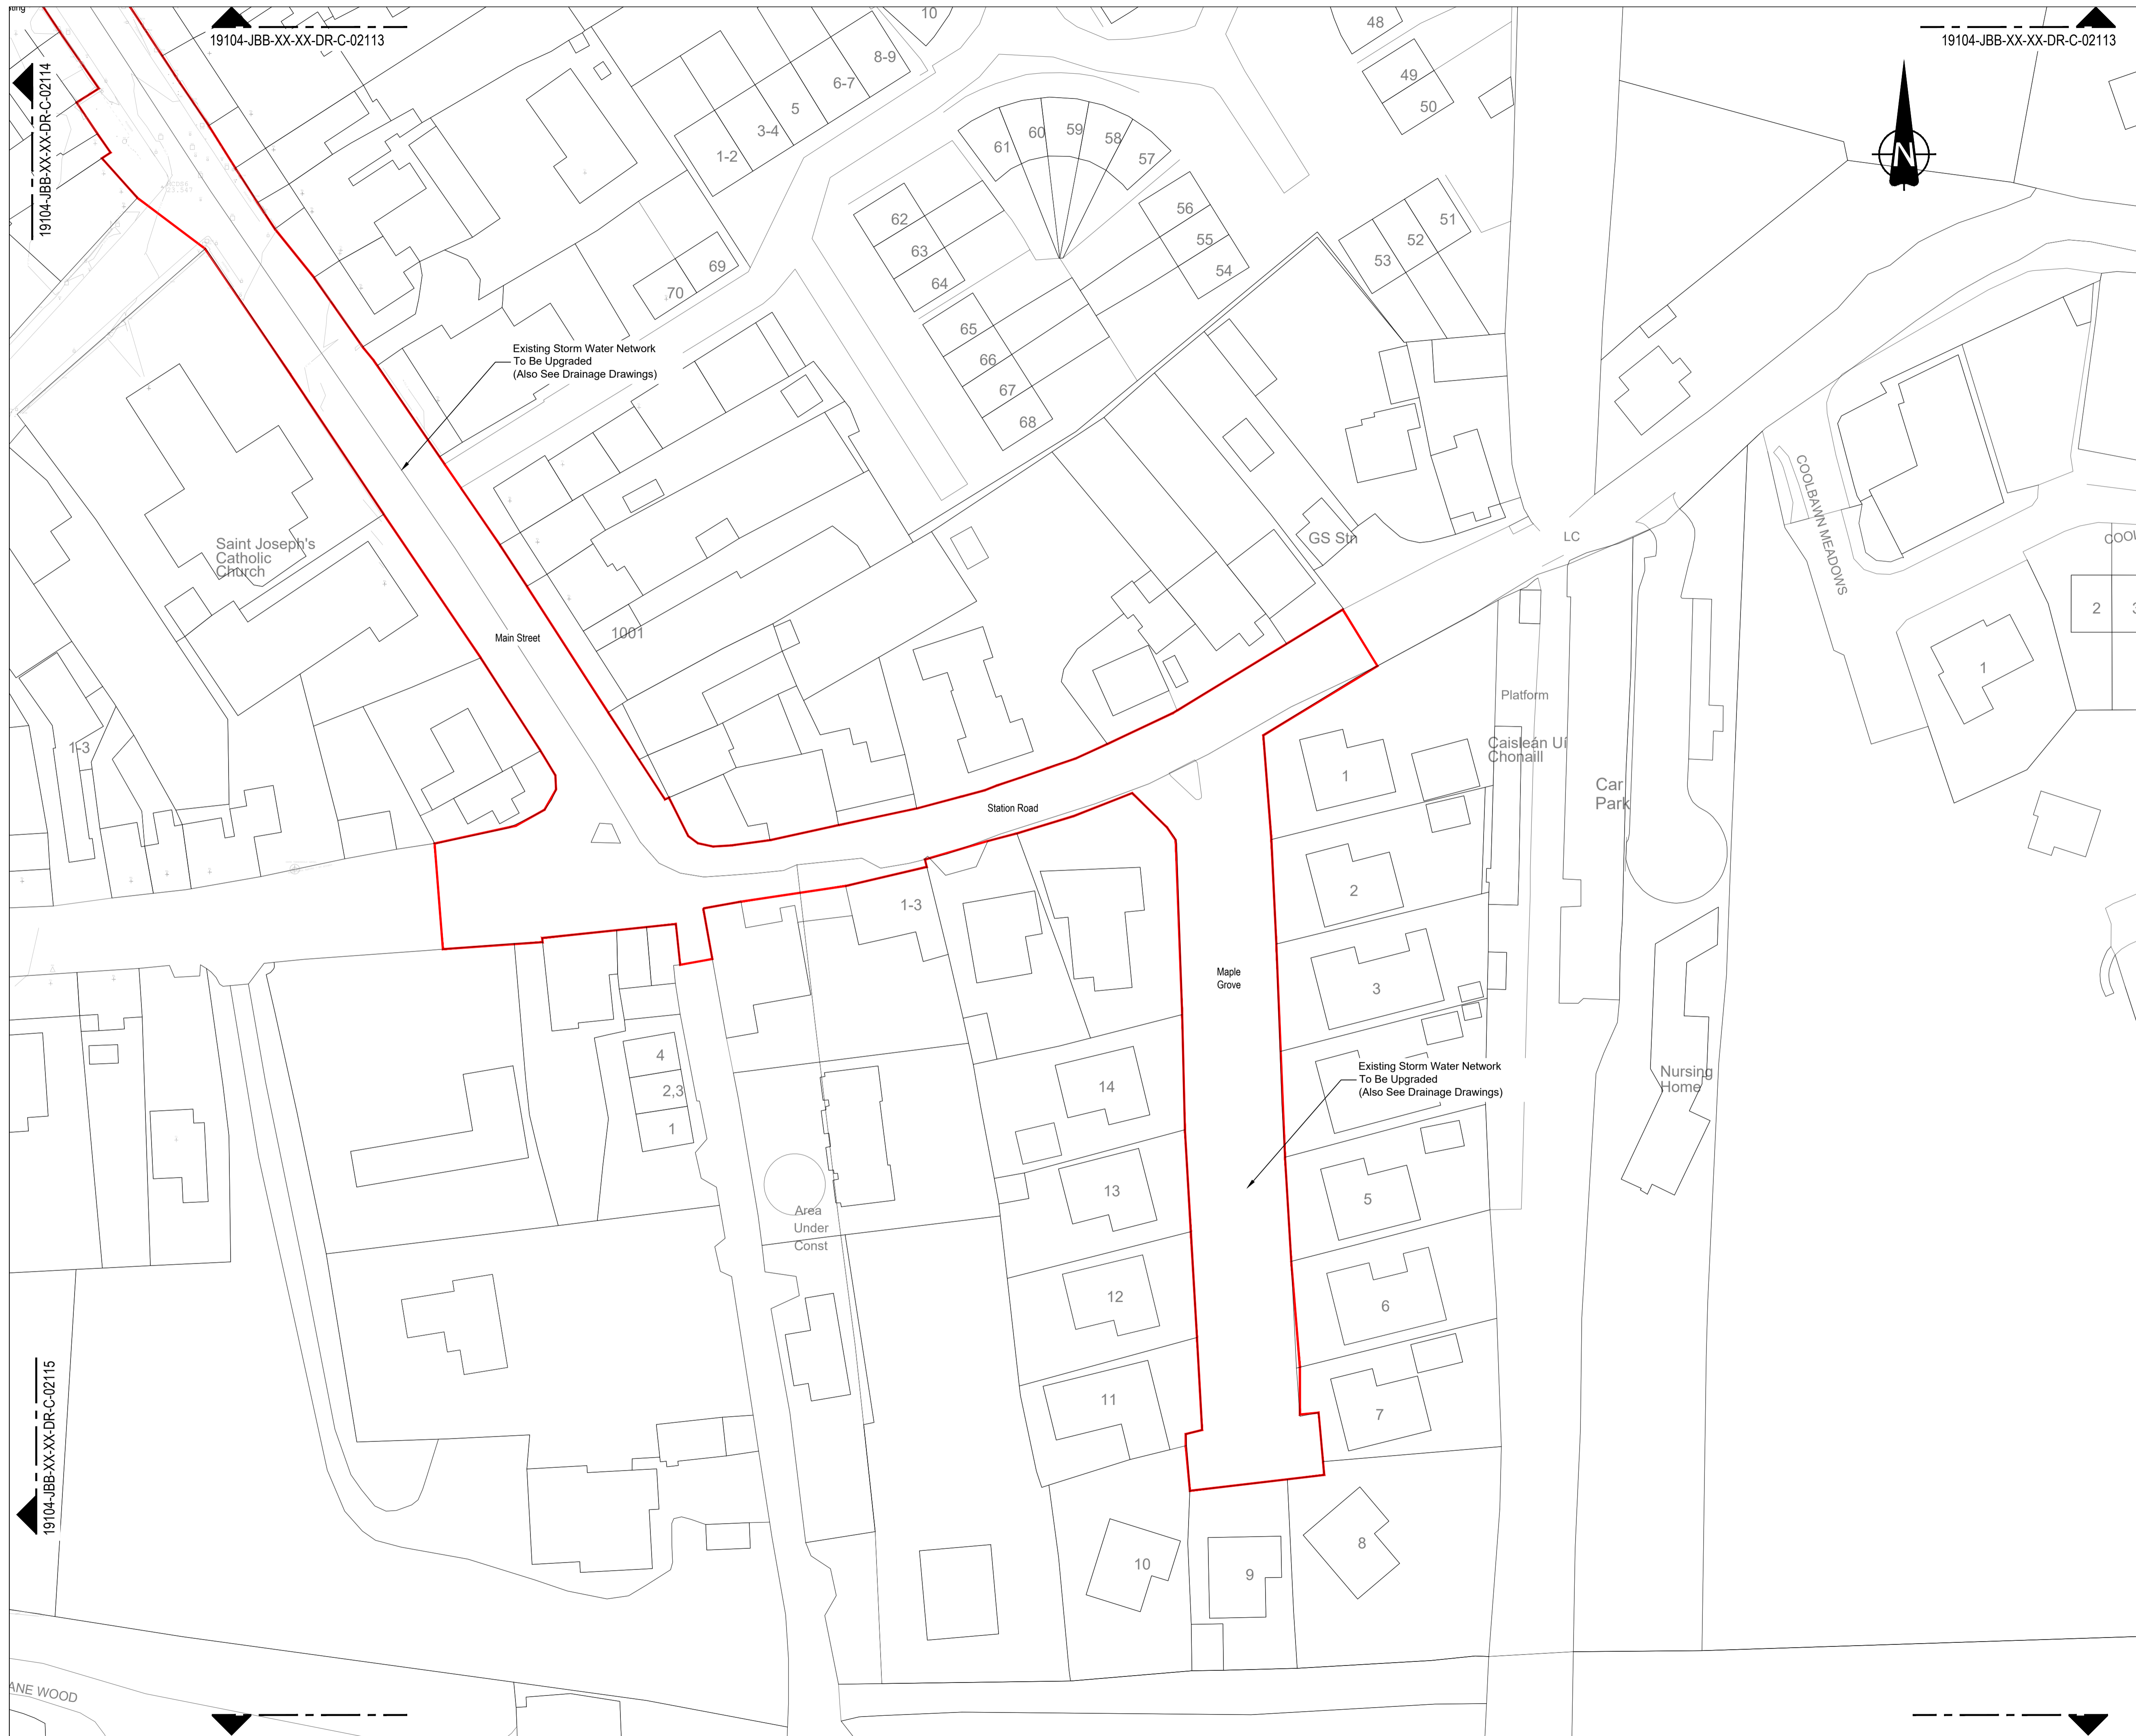 19104-JBB-XX-XX-DR-C-02113
19104-JBB-XX-XX-DR-C-02113
19104-JBB-XX-XX-DR-C-02114
N
10
48
49
50
8-9
6-7
5
3-4
1-2
61
60
59
58
57
62
63
64
56
55
54
53
52
51
69
70
65
66
67
68
Existing Storm Water Network
To Be Upgraded
(Also See Drainage Drawings)
Saint Joseph's
Catholic
Church
GS Stn
LC
COOLBAWN MEADOWS
1001
Main Street
1-3
Platform
Caisleán Uí
Chonaill
Car
Park
1
2
Station Road
1
2
3
1-3
Maple
Grove
Existing Storm Water Network
To Be Upgraded
(Also See Drainage Drawings)
Nursing
Home
4
2,3
1
14
13
12
11
5
6
7
Area
Under
Const
19104-JBB-XX-XX-DR-C-02115
10
9
8
ANE WOOD